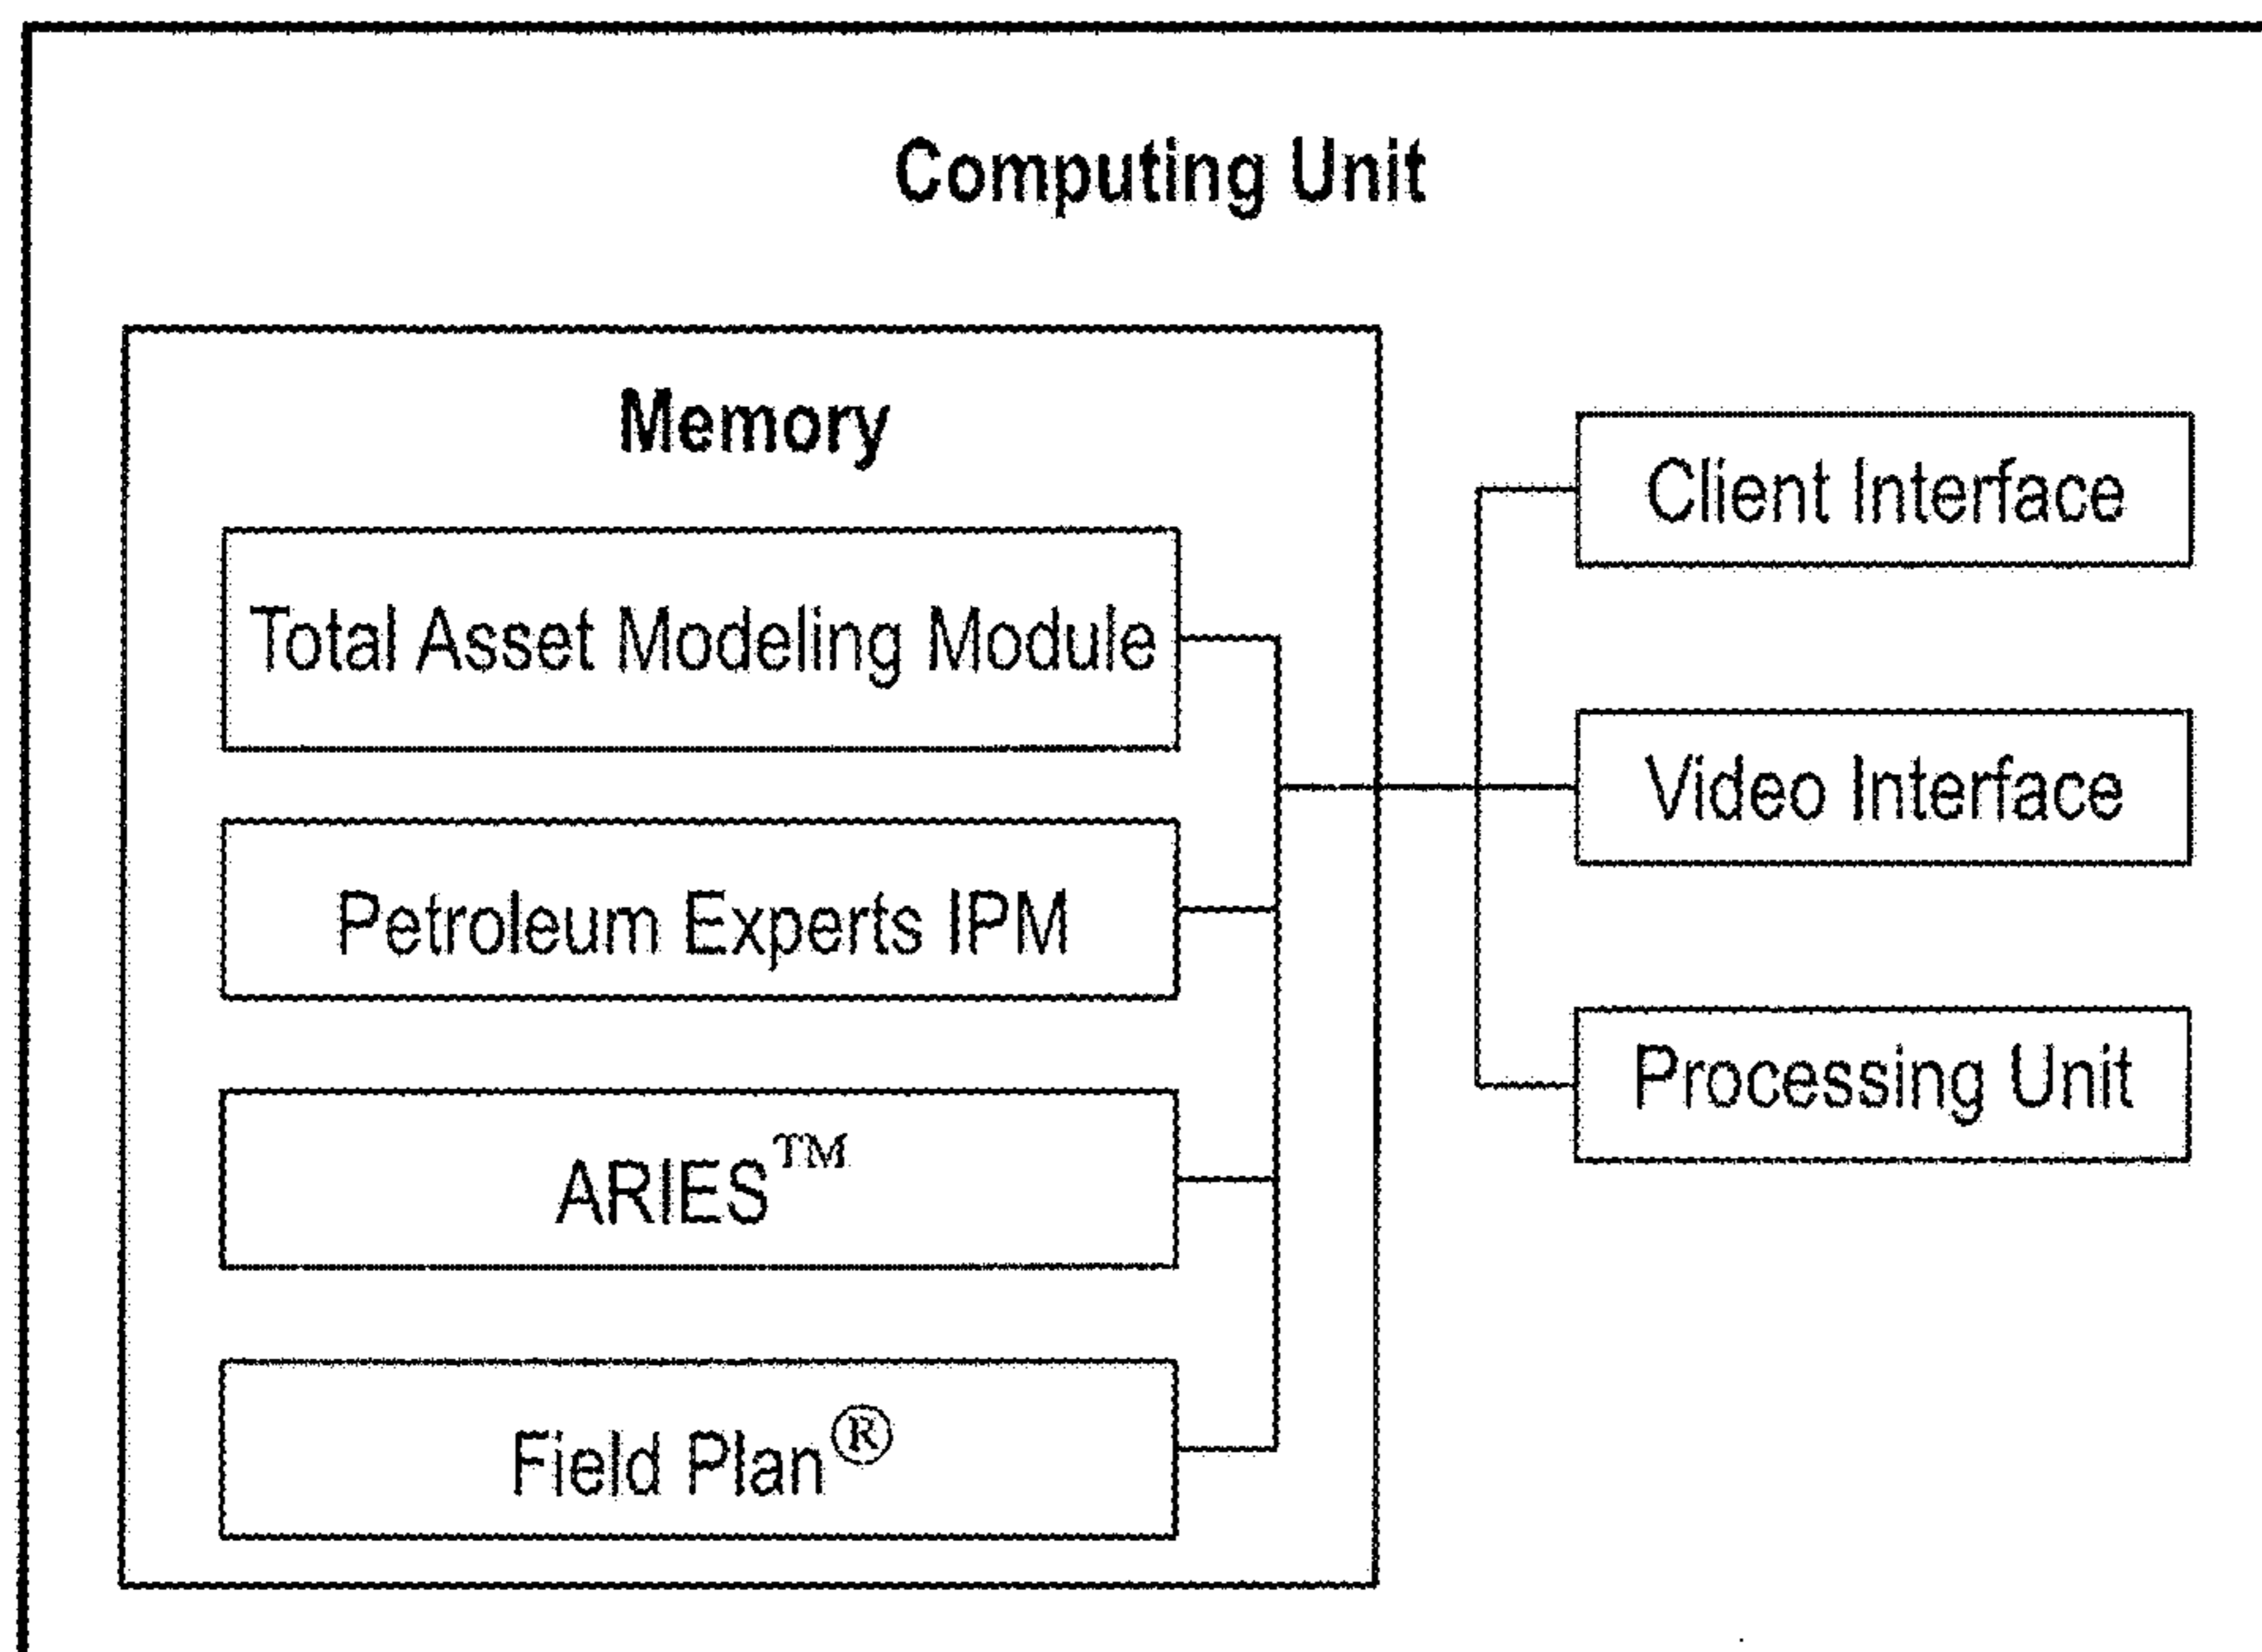 Computing Unit
Memory
Total Asset Modeling Module
Petroleum Experts IPM
ARIES™
Field Plan®
Client Interface
Video Interface
Processing Unit